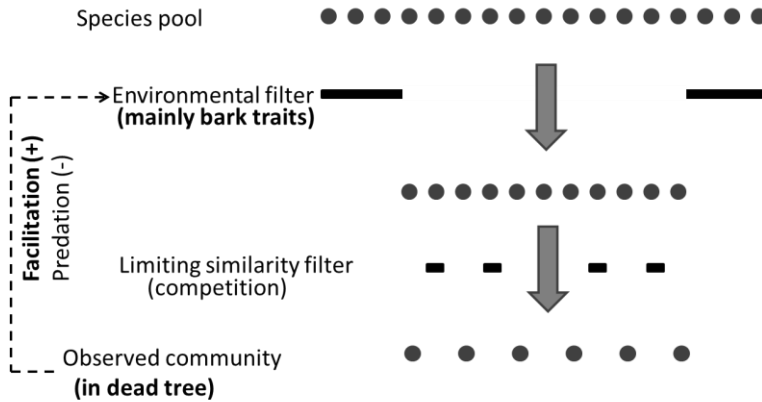 Species pool
Environmental filter
(mainly bark traits)
Facilitation (+)
Predation (-)
Limiting similarity filter
(competition)
Observed community
(in dead tree)